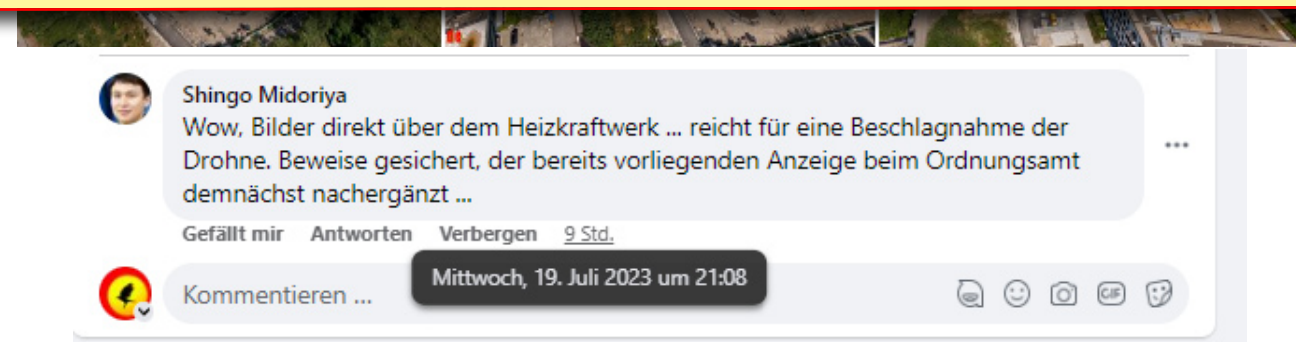 Shingo Midoriya
Wow, Bilder direkt über dem Heizkraftwerk ... reicht für eine Beschlagnahme der
Drohne. Beweise gesichert, der bereits vorliegenden Anzeige beim Ordnungsamt
demnächst nachergänzt ...
Gefällt mir Antworten Verbergen 9 Std.
Mittwoch, 19. Juli 2023 um 21:08
Kommentieren ... GIF